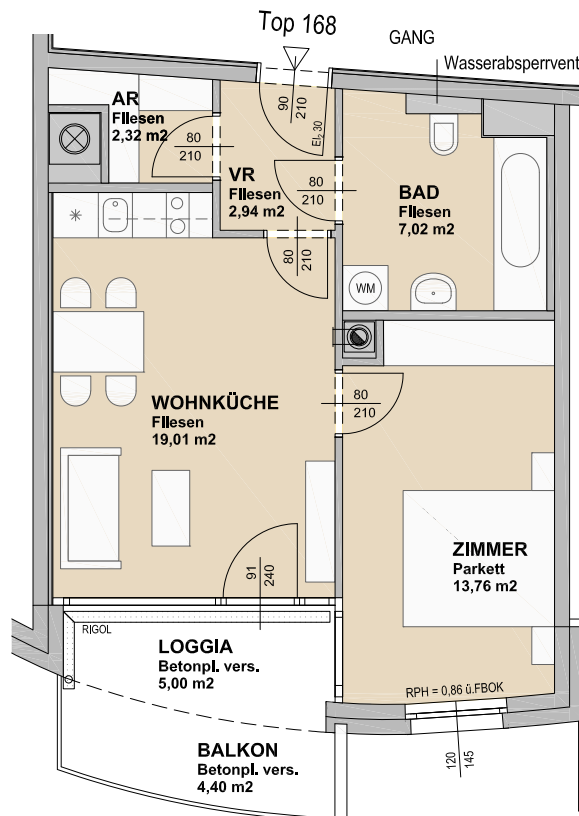 Top 168
GANG
Wasserabsperrvent
AR
Fliesen
2,32 m2
90
210
EI₂ 30
80
210
VR
Fliesen
2,94 m2
80
210
BAD
Fliesen
7,02 m2
80
210
WM
WOHNKÜCHE
Fliesen
19,01 m2
80
210
ZIMMER
Parkett
13,76 m2
91
240
RIGOL
LOGGIA
Betonpl. vers.
5,00 m2
RPH = 0,86 ü.FBOK
BALKON
Betonpl. vers.
4,40 m2
120
145